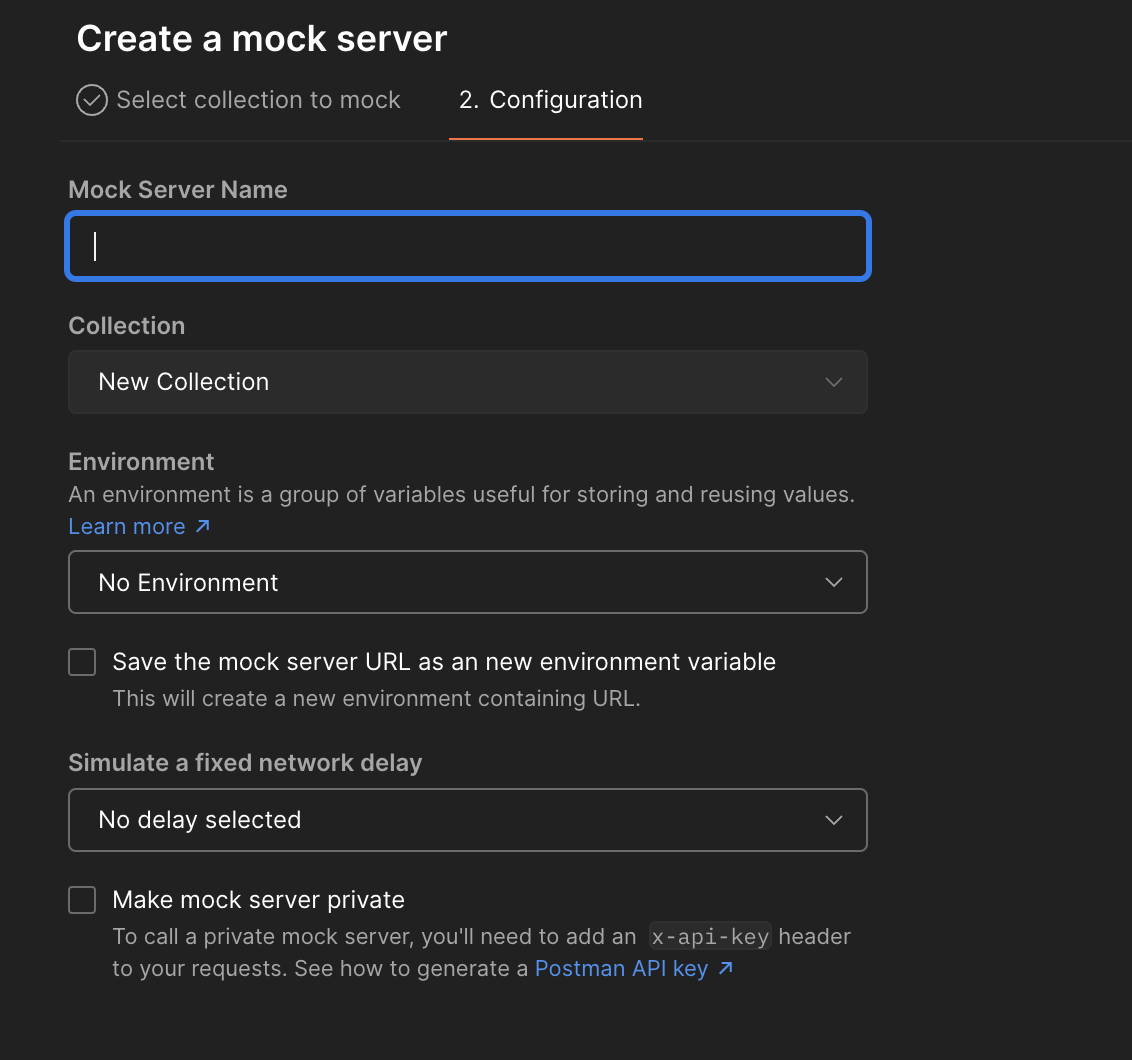 Create a mock server
Select collection to mock
2. Configuration
Mock Server Name
Collection
New Collection
Environment
An environment is a group of variables useful for storing and reusing values.
Learn more ↗
No Environment
Save the mock server URL as an new environment variable
This will create a new environment containing URL.
Simulate a fixed network delay
No delay selected
Make mock server private
To call a private mock server, you'll need to add an x-api-key header
to your requests. See how to generate a Postman API key ↗